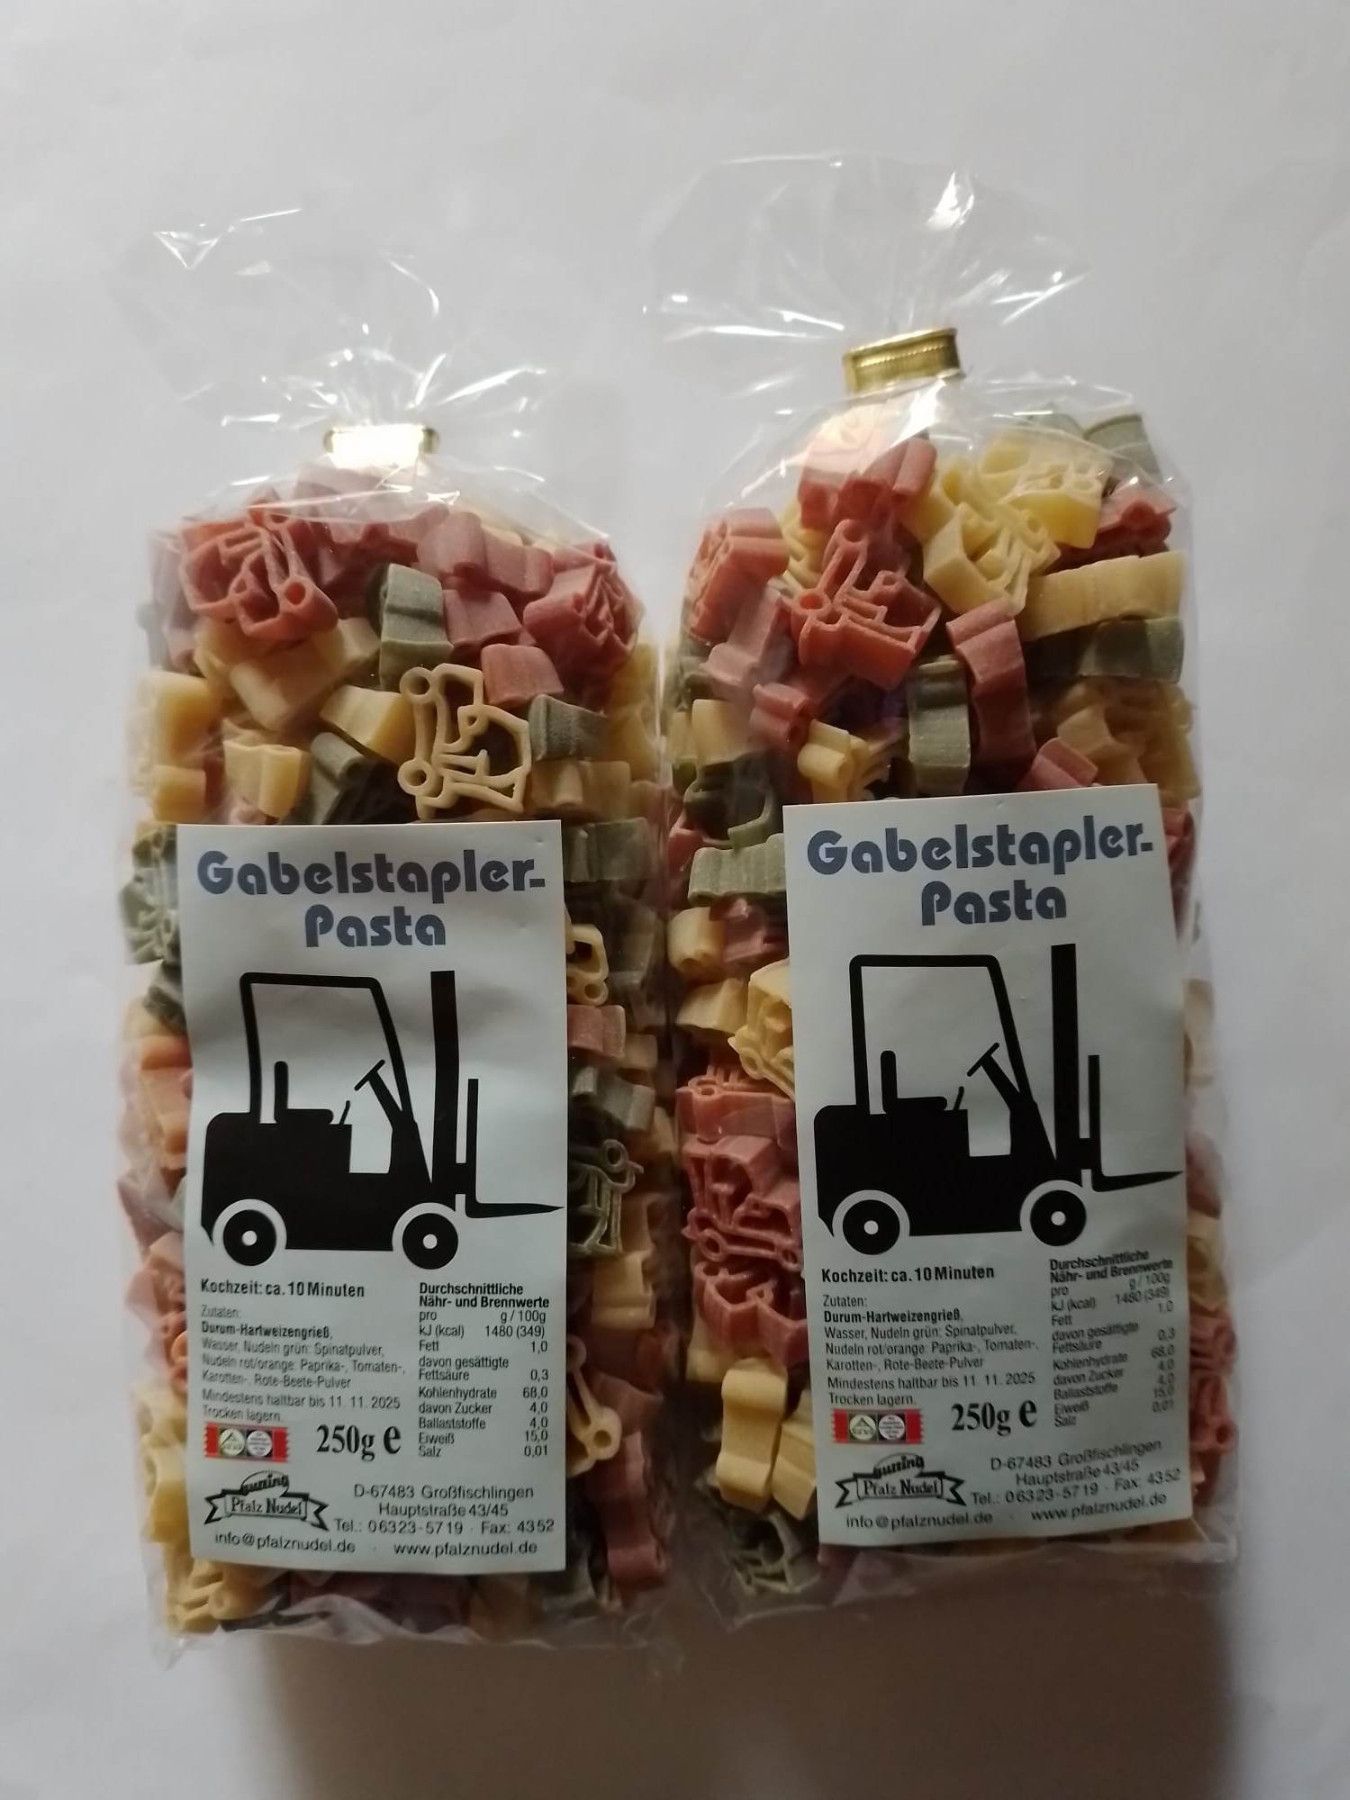 Gabelstapler-
Pasta
Kochzeit: ca. 10 Minuten
Zutaten:
Durum-Hartweizengrieß,
Wasser, Nudeln grün: Spinatpulver,
Nudeln rot/orange: Paprika-, Tomaten-,
Karotten-, Rote-Beete-Pulver
Mindestens haltbar bis 11. 11. 2025
Trocken lagern.
250g e
Durchschnittliche
Nähr- und Brennwerte
pro g / 100g
kJ (kcal) 1480 (349)
Fett 1,0
davon gesättigte
Fettsäure 0,3
Kohlenhydrate 68,0
davon Zucker 4,0
Ballaststoffe 4,0
Eiweiß 15,0
Salz 0,01
Pfalz Nudel
D-67483 Großfischlingen
Hauptstraße 43/45
Tel.: 06323-5719 · Fax: 4352
info@pfalznudel.de · www.pfalznudel.de
Gabelstapler-
Pasta
Kochzeit: ca. 10 Minuten
Zutaten:
Durum-Hartweizengrieß,
Wasser, Nudeln grün: Spinatpulver,
Nudeln rot/orange: Paprika-, Tomaten-,
Karotten-, Rote-Beete-Pulver
Mindestens haltbar bis 11. 11. 2025
Trocken lagern.
250g e
Durchschnittliche
Nähr- und Brennwerte
pro g / 100g
kJ (kcal) 1480 (349)
Fett 1,0
davon gesättigte
Fettsäure 0,3
Kohlenhydrate 68,0
davon Zucker 4,0
Ballaststoffe 4,0
Eiweiß 15,0
Salz 0,01
Pfalz Nudel
D-67483 Großfischlingen
Hauptstraße 43/45
Tel.: 06323-5719 · Fax: 4352
info@pfalznudel.de · www.pfalznudel.de